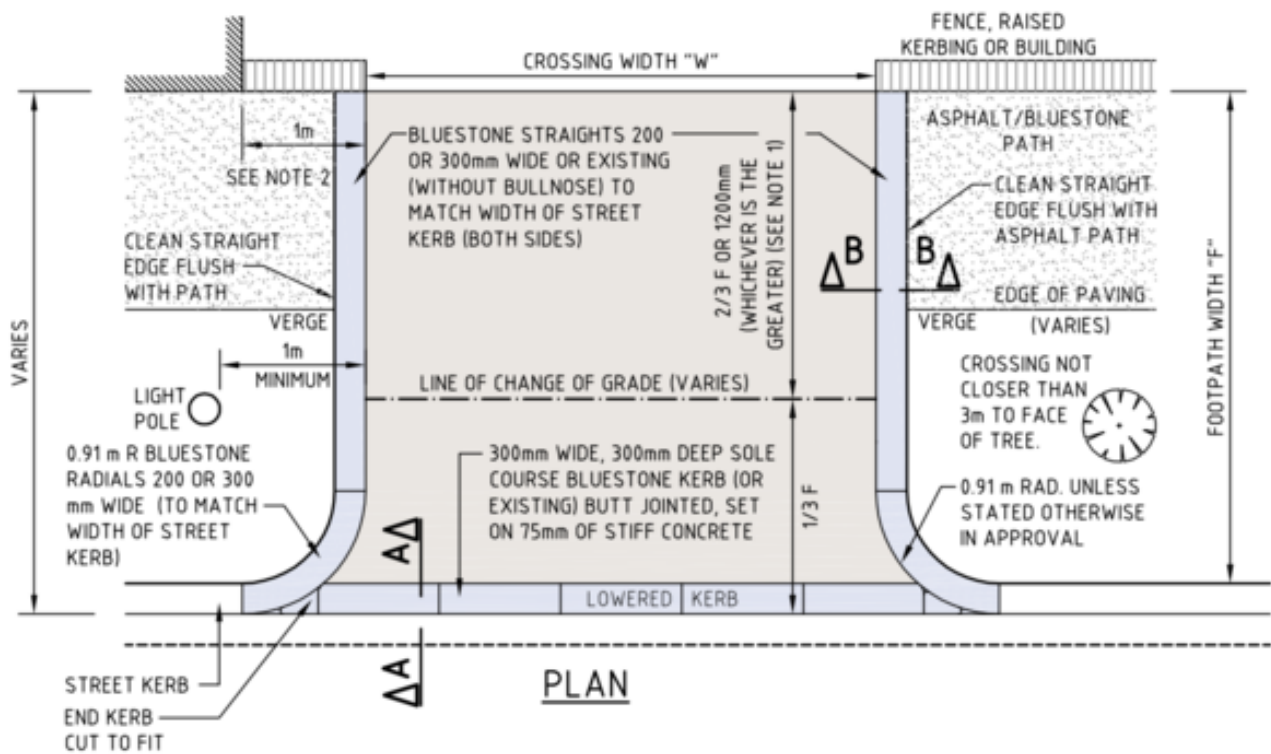 FENCE, RAISED
KERBING OR BUILDING
CROSSING WIDTH "W"
1m
SEE NOTE 2
BLUESTONE STRAIGHTS 200
OR 300mm WIDE OR EXISTING
(WITHOUT BULLNOSE) TO
MATCH WIDTH OF STREET
KERB (BOTH SIDES)
2/3 F OR 1200mm
(WHICHEVER IS THE
GREATER) (SEE NOTE 1)
ASPHALT/BLUESTONE
PATH
CLEAN STRAIGHT
EDGE FLUSH WITH
ASPHALT PATH
CLEAN STRAIGHT
EDGE FLUSH
WITH PATH
B B
EDGE OF PAVING
(VARIES)
VERGE
VERGE
VARIES
1m
MINIMUM
LINE OF CHANGE OF GRADE (VARIES)
LIGHT
POLE
CROSSING NOT
CLOSER THAN
3m TO FACE
OF TREE.
FOOTPATH WIDTH "F"
0.91 m R BLUESTONE
RADIALS 200 OR 300
mm WIDE (TO MATCH
WIDTH OF STREET
KERB)
300mm WIDE, 300mm DEEP SOLE
COURSE BLUESTONE KERB (OR
EXISTING) BUTT JOINTED, SET
ON 75mm OF STIFF CONCRETE
1/3 F
0.91 m RAD. UNLESS
STATED OTHERWISE
IN APPROVAL
A
LOWERED KERB
A
STREET KERB
END KERB
CUT TO FIT
PLAN